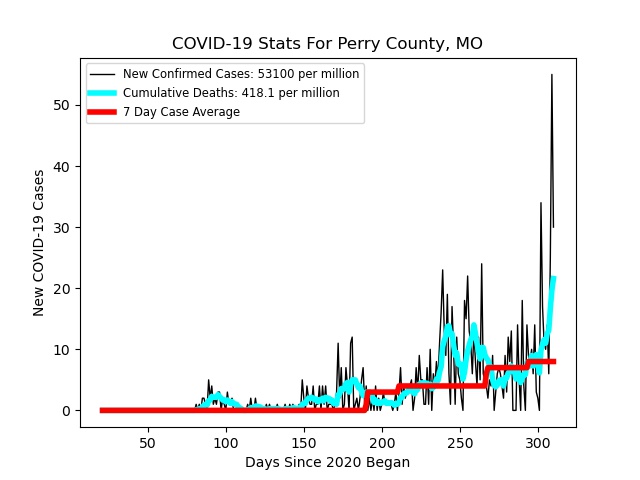 COVID-19 Stats For Perry County, MO
New Confirmed Cases: 53100 per million
Cumulative Deaths: 418.1 per million
7 Day Case Average
New COVID-19 Cases
50
40
30
20
10
0
50 100 150 200 250 300
Days Since 2020 Began